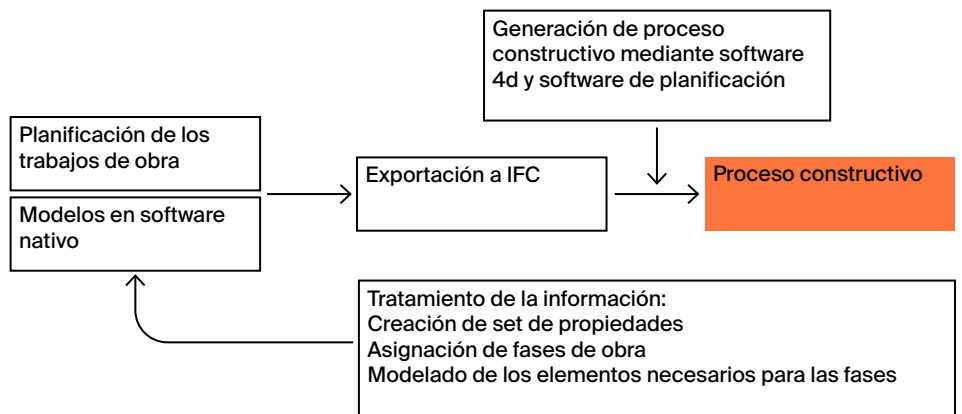 Generación de proceso
constructivo mediante software
4d y software de planificación
Planificación de los
trabajos de obra
Modelos en software
nativo
Exportación a IFC
Proceso constructivo
Tratamiento de la información:
Creación de set de propiedades
Asignación de fases de obra
Modelado de los elementos necesarios para las fases